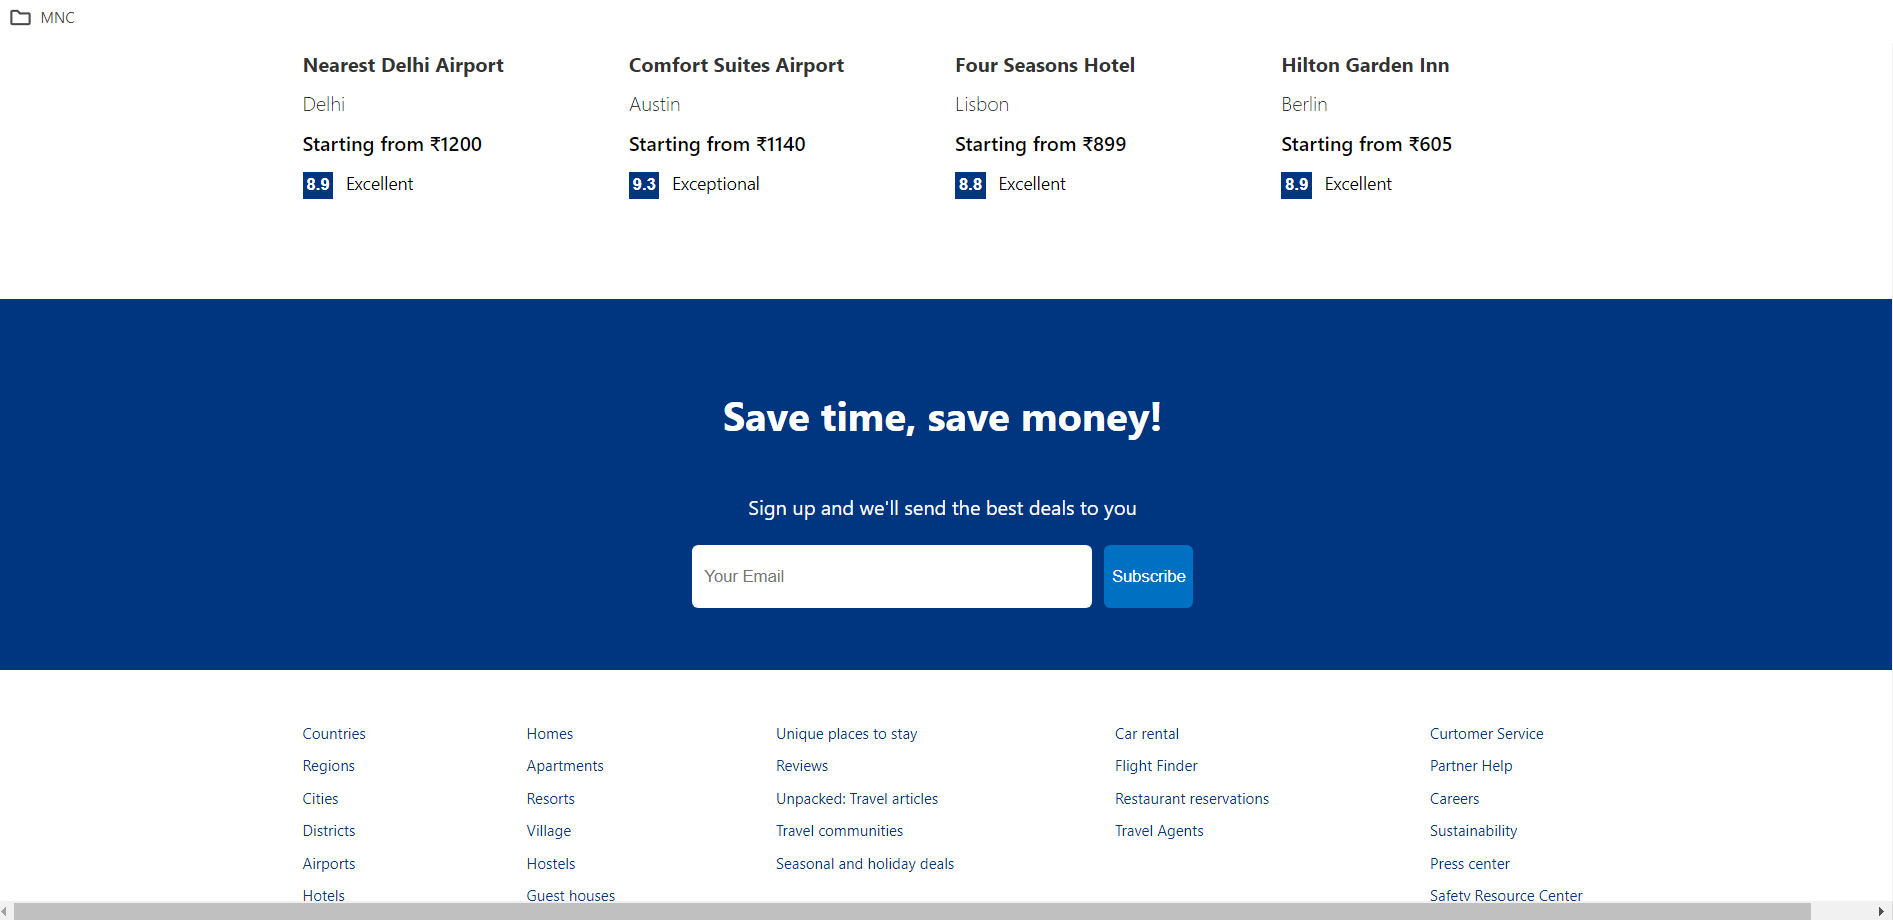 MNC
Nearest Delhi Airport
Delhi
Starting from ₹1200
8.9 Excellent
Comfort Suites Airport
Austin
Starting from ₹1140
9.3 Exceptional
Four Seasons Hotel
Lisbon
Starting from ₹899
8.8 Excellent
Hilton Garden Inn
Berlin
Starting from ₹605
8.9 Excellent
Save time, save money!
Sign up and we'll send the best deals to you
Your Email
Subscribe
Countries
Regions
Cities
Districts
Airports
Hotels
Homes
Apartments
Resorts
Village
Hostels
Guest houses
Unique places to stay
Reviews
Unpacked: Travel articles
Travel communities
Seasonal and holiday deals
Car rental
Flight Finder
Restaurant reservations
Travel Agents
Curtomer Service
Partner Help
Careers
Sustainability
Press center
Safety Resource Center